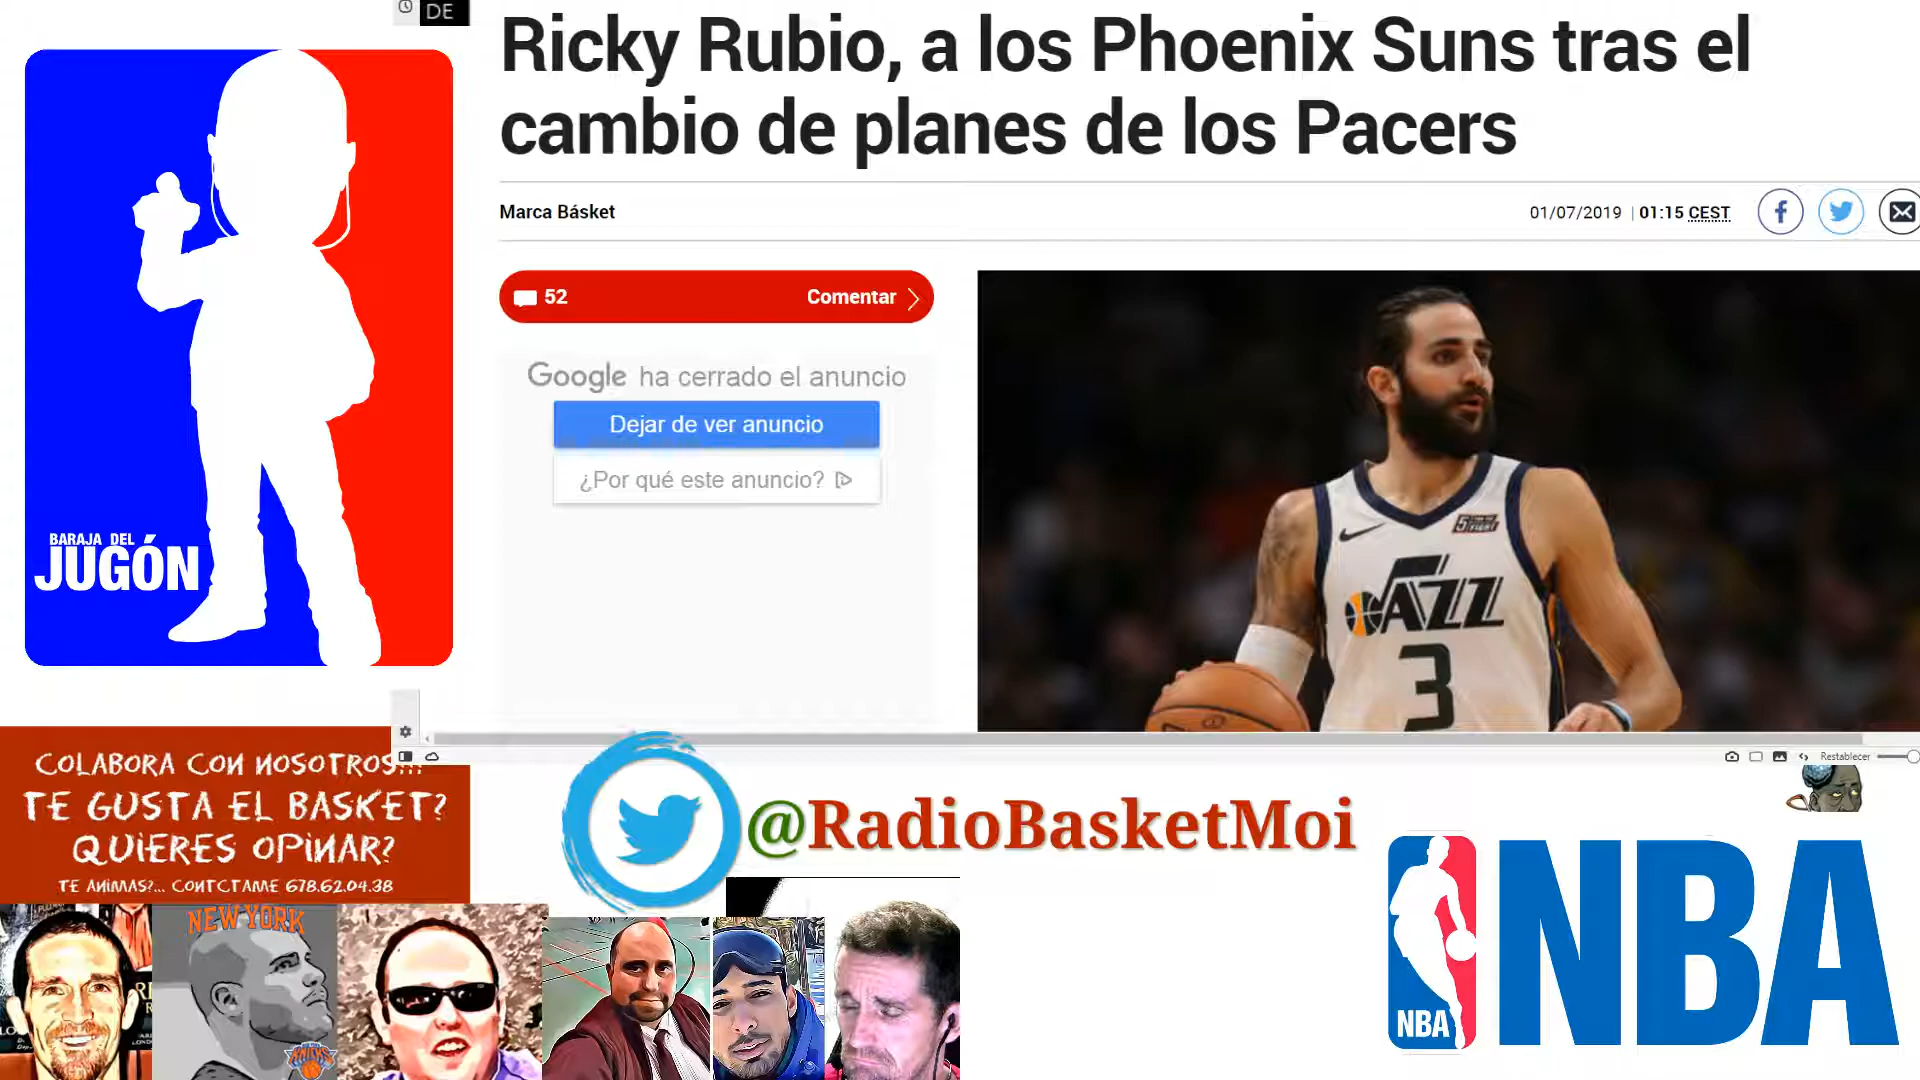 DE
Ricky Rubio, a los Phoenix Suns tras el
cambio de planes de los Pacers
Marca Básket
01/07/2019 | 01:15 CEST
52
Comentar
Google ha cerrado el anuncio
Dejar de ver anuncio
¿Por qué este anuncio?
BARAJA DEL
JUGÓN
JAZZ
3
Restablecer
COLABORA CON NOSOTROS...
TE GUSTA EL BASKET?
QUIERES OPINAR?
TE ANIMAS?... CONTCTAME 678.62.04.38
@RadioBasketMoi
NEW YORK
KNICKS
NBA
NBA